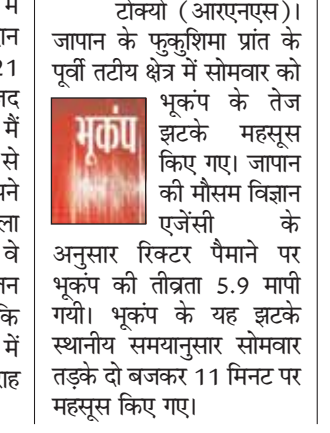 टोक्यो (आरएनएस)।
जापान के फुकुशिमा प्रांत के
पूर्वी तटीय क्षेत्र में सोमवार को
भूकंप के तेज
झटके महसूस
किए गए। जापान
की मौसम विज्ञान
एजेंसी के
भूकंप
अनुसार रिक्टर पैमाने पर
भूकंप की तीव्रता 5.9 मापी
गयी। भूकंप के यह झटके
स्थानीय समयानुसार सोमवार
तड़के दो बजकर 11 मिनट पर
महसूस किए गए।